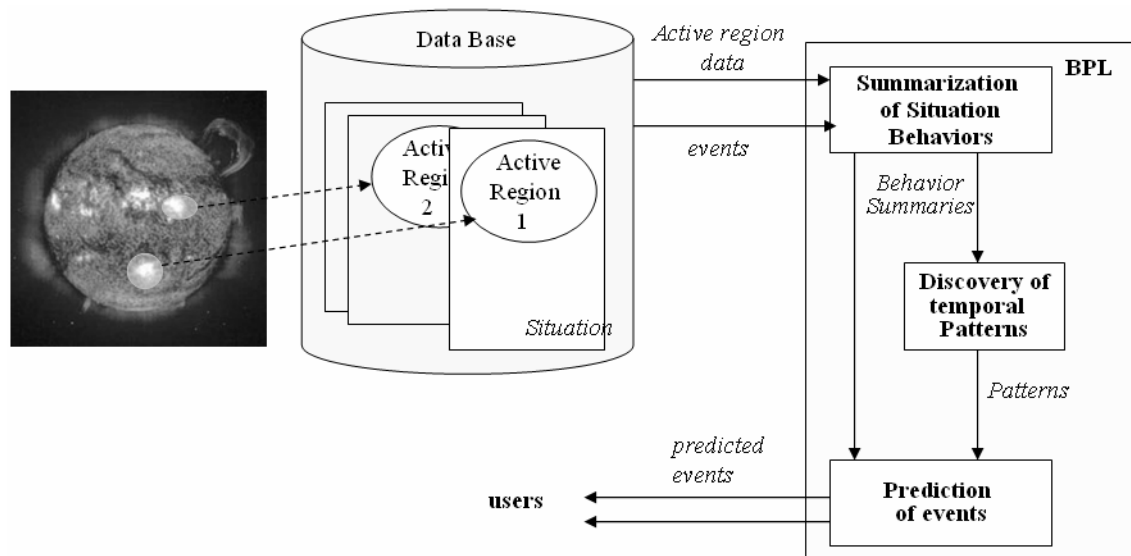 Data Base
Active
Regi
2
Active
Region
1
Situation
Active region
data
events
BPL
Summarization
of Situation
Behaviors
Behavior
Summaries
Discovery of
temporal
Patterns
Patterns
predicted
events
users
Prediction
of events